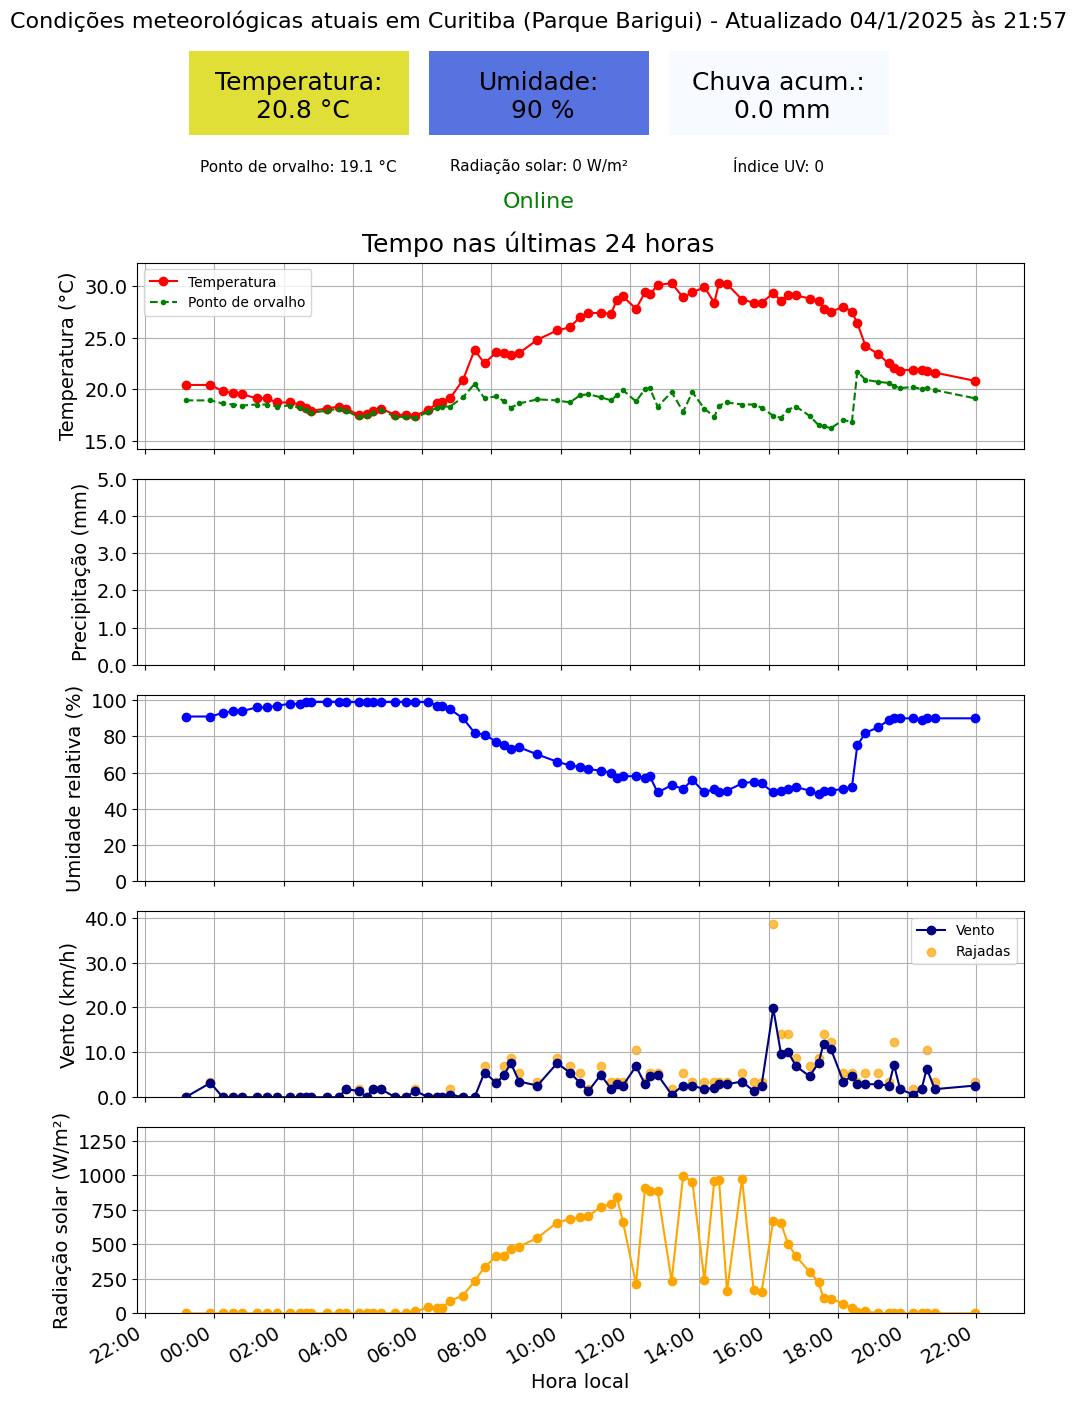 Condições meteorológicas atuais em Curitiba (Parque Barigui) - Atualizado 04/1/2025 às 21:57
Temperatura:
20.8 °C
Umidade:
90 %
Chuva acum.:
0.0 mm
Ponto de orvalho: 19.1 °C
Radiação solar: 0 W/m²
Índice UV: 0
Online
Tempo nas últimas 24 horas
Temperatura (°C)
30.0
25.0
20.0
15.0
Temperatura
Ponto de orvalho
Precipitação (mm)
5.0
4.0
3.0
2.0
1.0
0.0
Umidade relativa (%)
100
80
60
40
20
0
Vento (km/h)
40.0
30.0
20.0
10.0
0.0
Vento
Rajadas
Radiação solar (W/m²)
1250
1000
750
500
250
0
22:00
00:00
02:00
04:00
06:00
08:00
10:00
12:00
14:00
16:00
18:00
20:00
22:00
Hora local